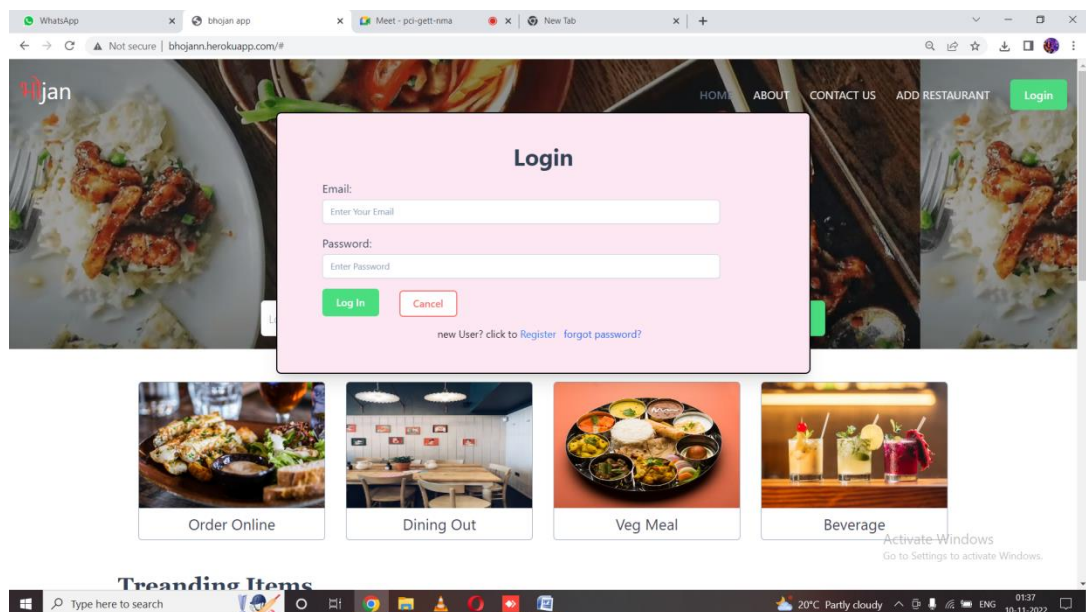 WhatsApp
bhojan app
Meet - pci-gett-nma
New Tab
Not secure | bhojann.herokuapp.com/#
भोjan
HOME ABOUT CONTACT US ADD RESTAURANT Login
Login
Email:
Enter Your Email
Password:
Enter Password
Log In Cancel
new User? click to Register forgot password?
Order Online Dining Out Veg Meal Beverage
Activate Windows
Go to Settings to activate Windows.
Treanding Items
Type here to search
20°C Partly cloudy ENG 01:37
10-11-2022